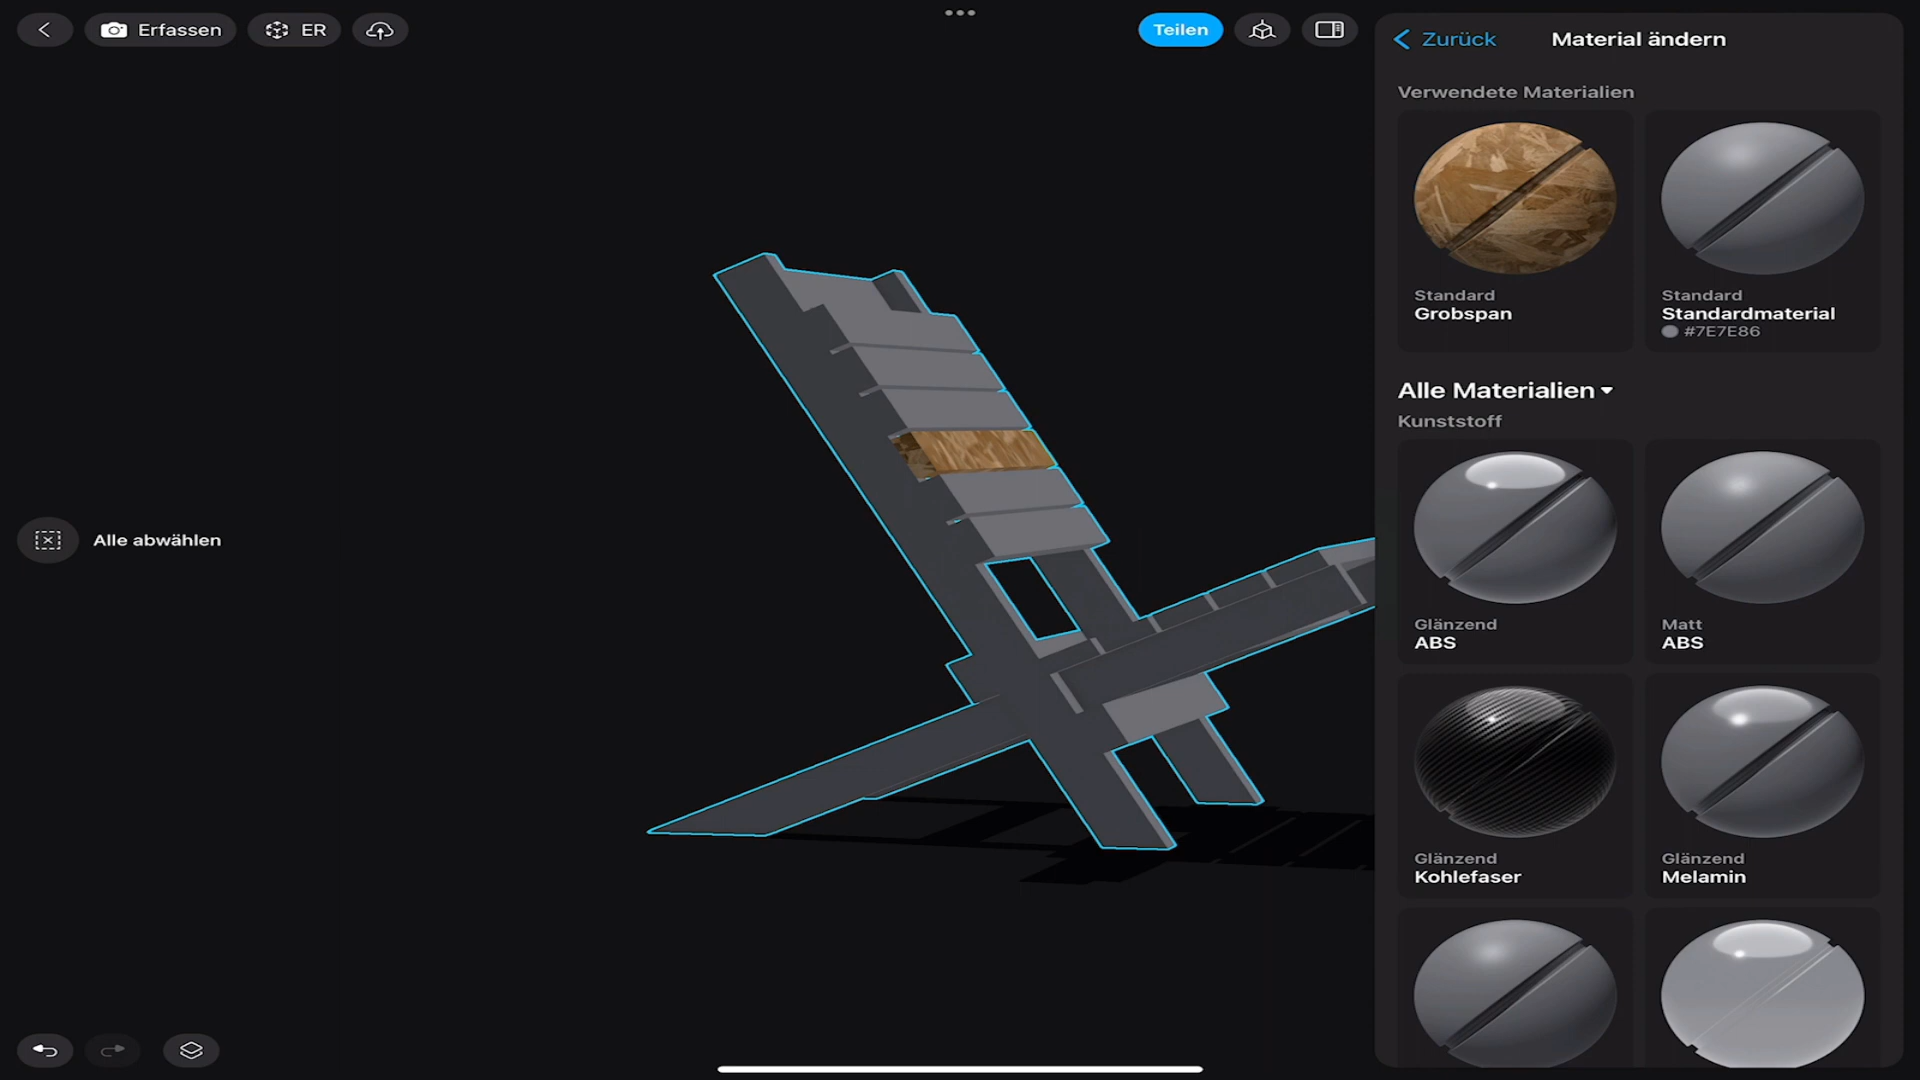 Erfassen
ER
Teilen
Zurück
Material ändern
Verwendete Materialien
Standard
Grobspan
Standard
Standardmaterial
#7E7E86
Alle Materialien
Kunststoff
Glänzend
ABS
Matt
ABS
Alle abwählen
Glänzend
Kohlefaser
Glänzend
Melamin